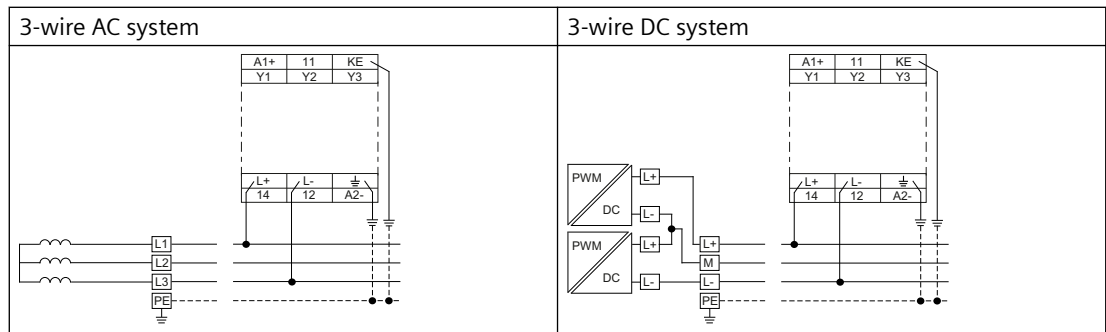 3-wire AC system
A1+ 11 KE
Y1 Y2 Y3
L+ L-
14 12 A2-
L1
L2
L3
PE
3-wire DC system
A1+ 11 KE
Y1 Y2 Y3
L+ L-
14 12 A2-
PWM
DC
L+
L-
PWM
DC
L+
L-
L+
M
L-
PE